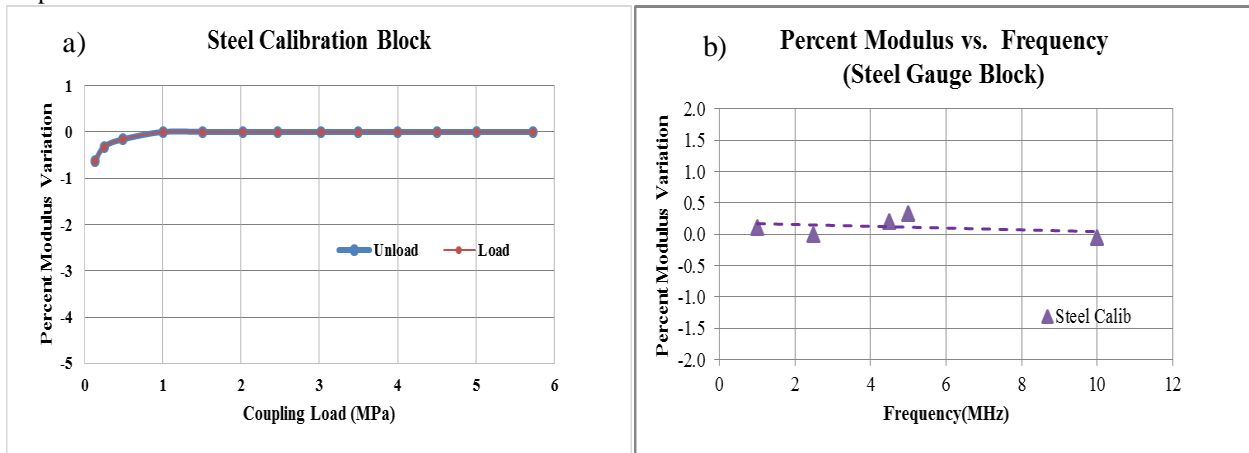 a)
Steel Calibration Block
Percent Modulus Variation
1
0
-1
-2
-3
-4
-5
Unload
Load
0 1 2 3 4 5 6
Coupling Load (MPa)
b)
Percent Modulus vs. Frequency
(Steel Gauge Block)
Percent Modulus Variation
2.0
1.5
1.0
0.5
0.0
-0.5
-1.0
-1.5
-2.0
Steel Calib
0 2 4 6 8 10 12
Frequency(MHz)